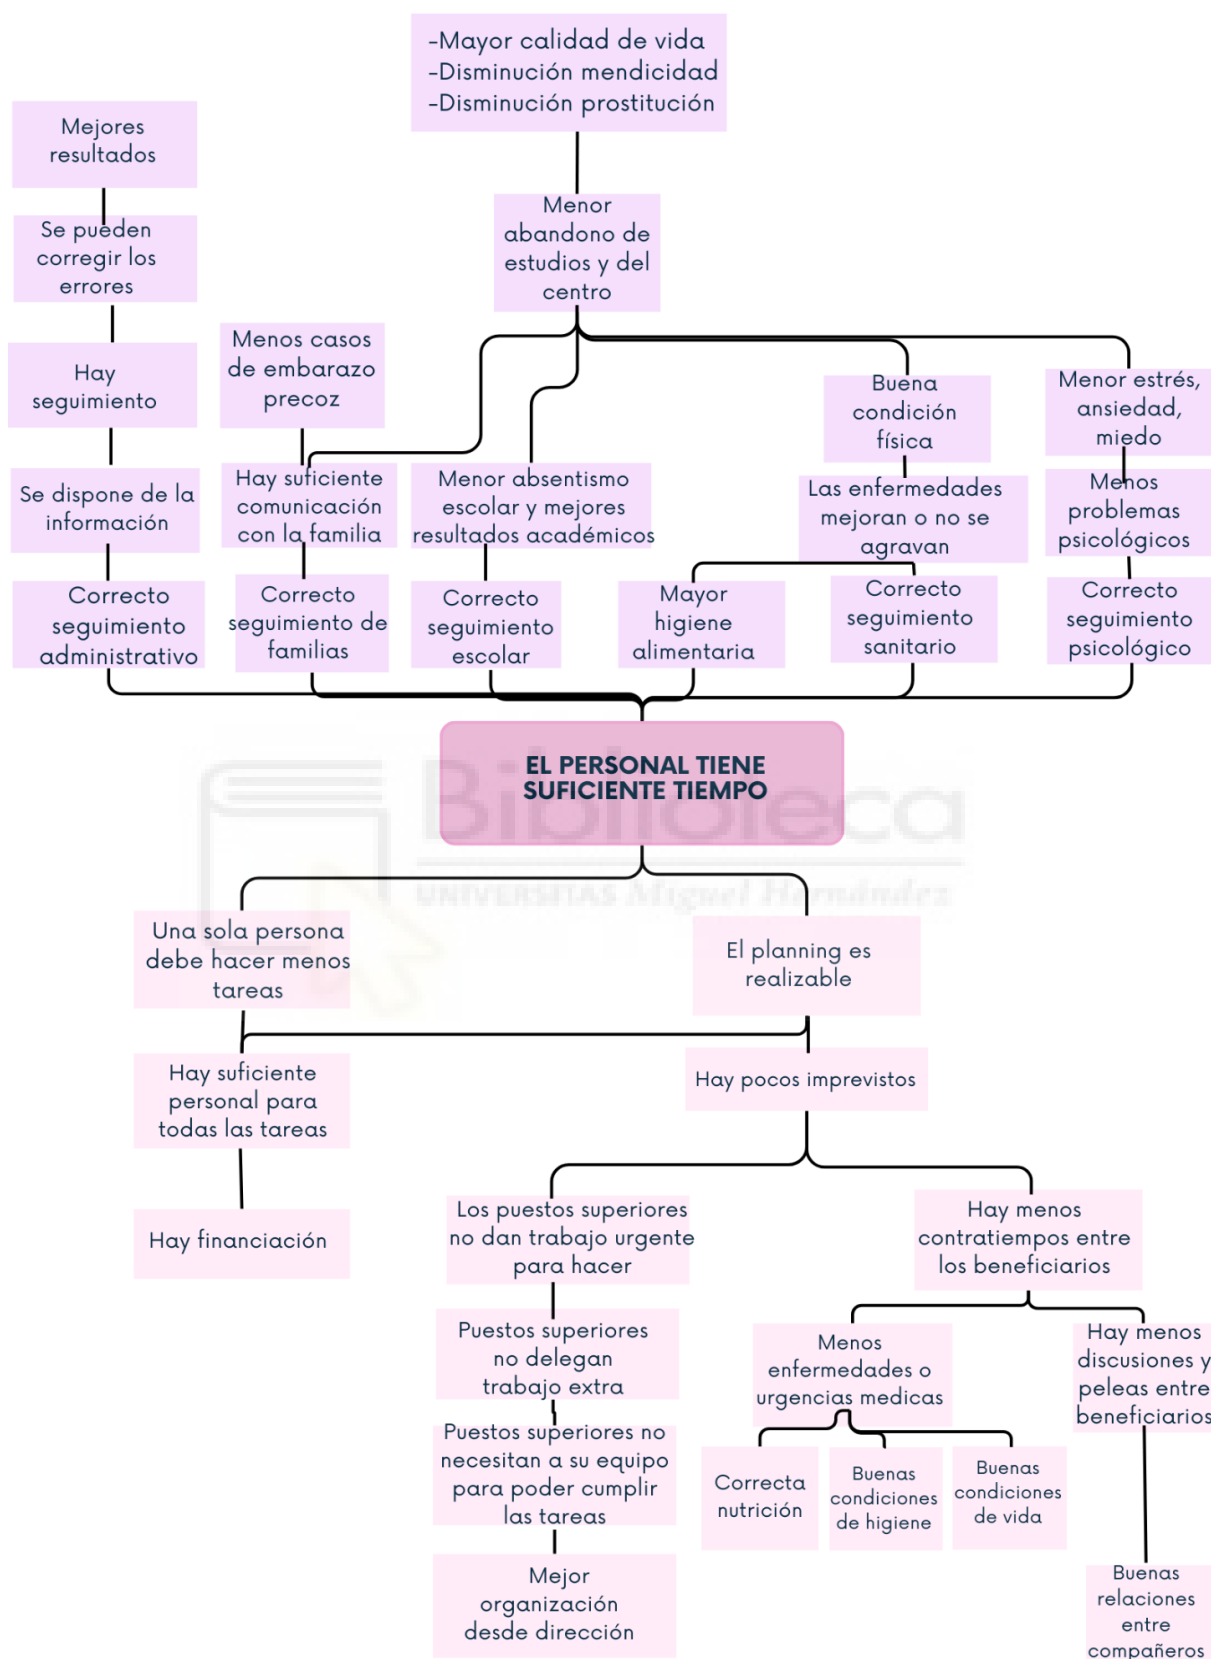 -Mayor calidad de vida
-Disminución mendicidad
-Disminución prostitución
Mejores
resultados
Menor
abandono de
estudios y del
centro
Se pueden
corregir los
errores
Menos casos
de embarazo
precoz
Hay
seguimiento
Buena
condición
física
Menor estrés,
ansiedad,
miedo
Se dispone de la
información
Hay suficiente
comunicación
con la familia
Menor absentismo
escolar y mejores
resultados académicos
Las enfermedades
mejoran o no se
agravan
Menos
problemas
psicológicos
Correcto
seguimiento
administrativo
Correcto
seguimiento de
familias
Correcto
seguimiento
escolar
Mayor
higiene
alimentaria
Correcto
seguimiento
sanitario
Correcto
seguimiento
psicológico
EL PERSONAL TIENE
SUFICIENTE TIEMPO
Biblioteca
UNIVERSITAS Miguel Hernández
Una sola persona
debe hacer menos
tareas
El planning es
realizable
Hay suficiente
personal para
todas las tareas
Hay pocos imprevistos
Hay financiación
Los puestos superiores
no dan trabajo urgente
para hacer
Hay menos
contratiempos entre
los beneficiarios
Puestos superiores
no delegan
trabajo extra
Menos
enfermedades o
urgencias medicas
Hay menos
discusiones y
peleas entre
beneficiarios
Puestos superiores no
necesitan a su equipo
para poder cumplir
las tareas
Correcta
nutrición
Buenas
condiciones
de higiene
Buenas
condiciones
de vida
Mejor
organización
desde dirección
Buenas
relaciones
entre
compañeros